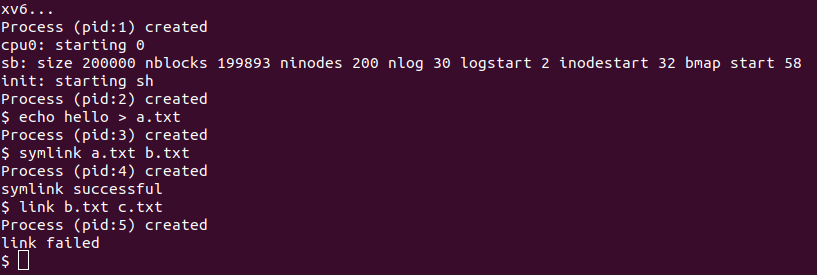 xv6...
Process (pid:1) created
cpu0: starting 0
sb: size 200000 nblocks 199893 ninodes 200 nlog 30 logstart 2 inodestart 32 bmap start 58
init: starting sh
Process (pid:2) created
$ echo hello > a.txt
Process (pid:3) created
$ symlink a.txt b.txt
Process (pid:4) created
symlink successful
$ link b.txt c.txt
Process (pid:5) created
link failed
$